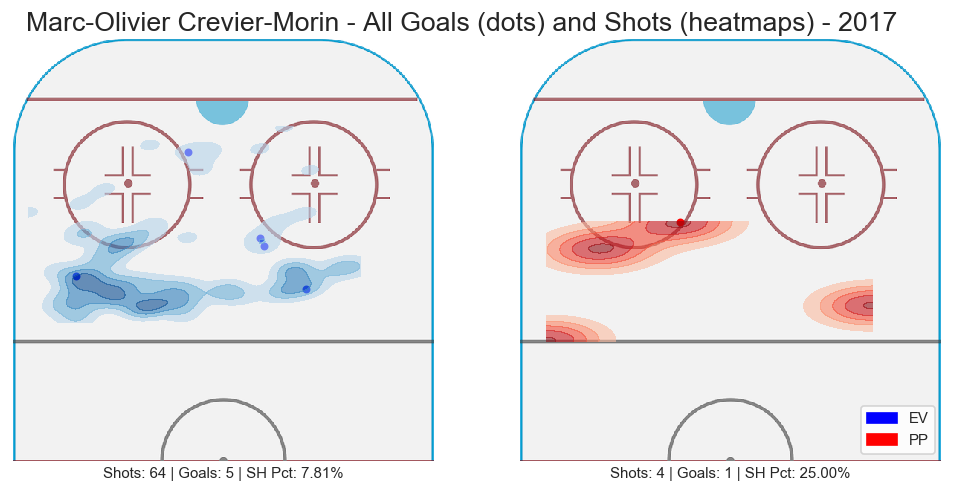 Marc-Olivier Crevier-Morin - All Goals (dots) and Shots (heatmaps) - 2017
EV
PP
Shots: 64 | Goals: 5 | SH Pct: 7.81%
Shots: 4 | Goals: 1 | SH Pct: 25.00%